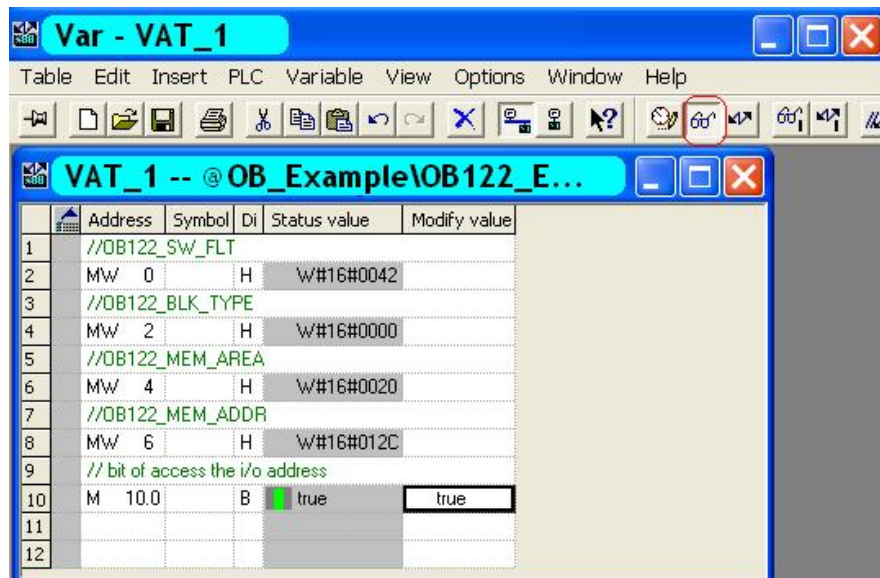 Var - VAT_1
Table Edit Insert PLC Variable View Options Window Help
VAT_1 -- @OB_Example\OB122_E...
Address Symbol Di Status value Modify value
1 //OB122_SW_FLT
2 MW 0 H W#16#0042
3 //OB122_BLK_TYPE
4 MW 2 H W#16#0000
5 //OB122_MEM_AREA
6 MW 4 H W#16#0020
7 //OB122_MEM_ADDR
8 MW 6 H W#16#012C
9 // bit of access the i/o address
10 M 10.0 B true true
11
12